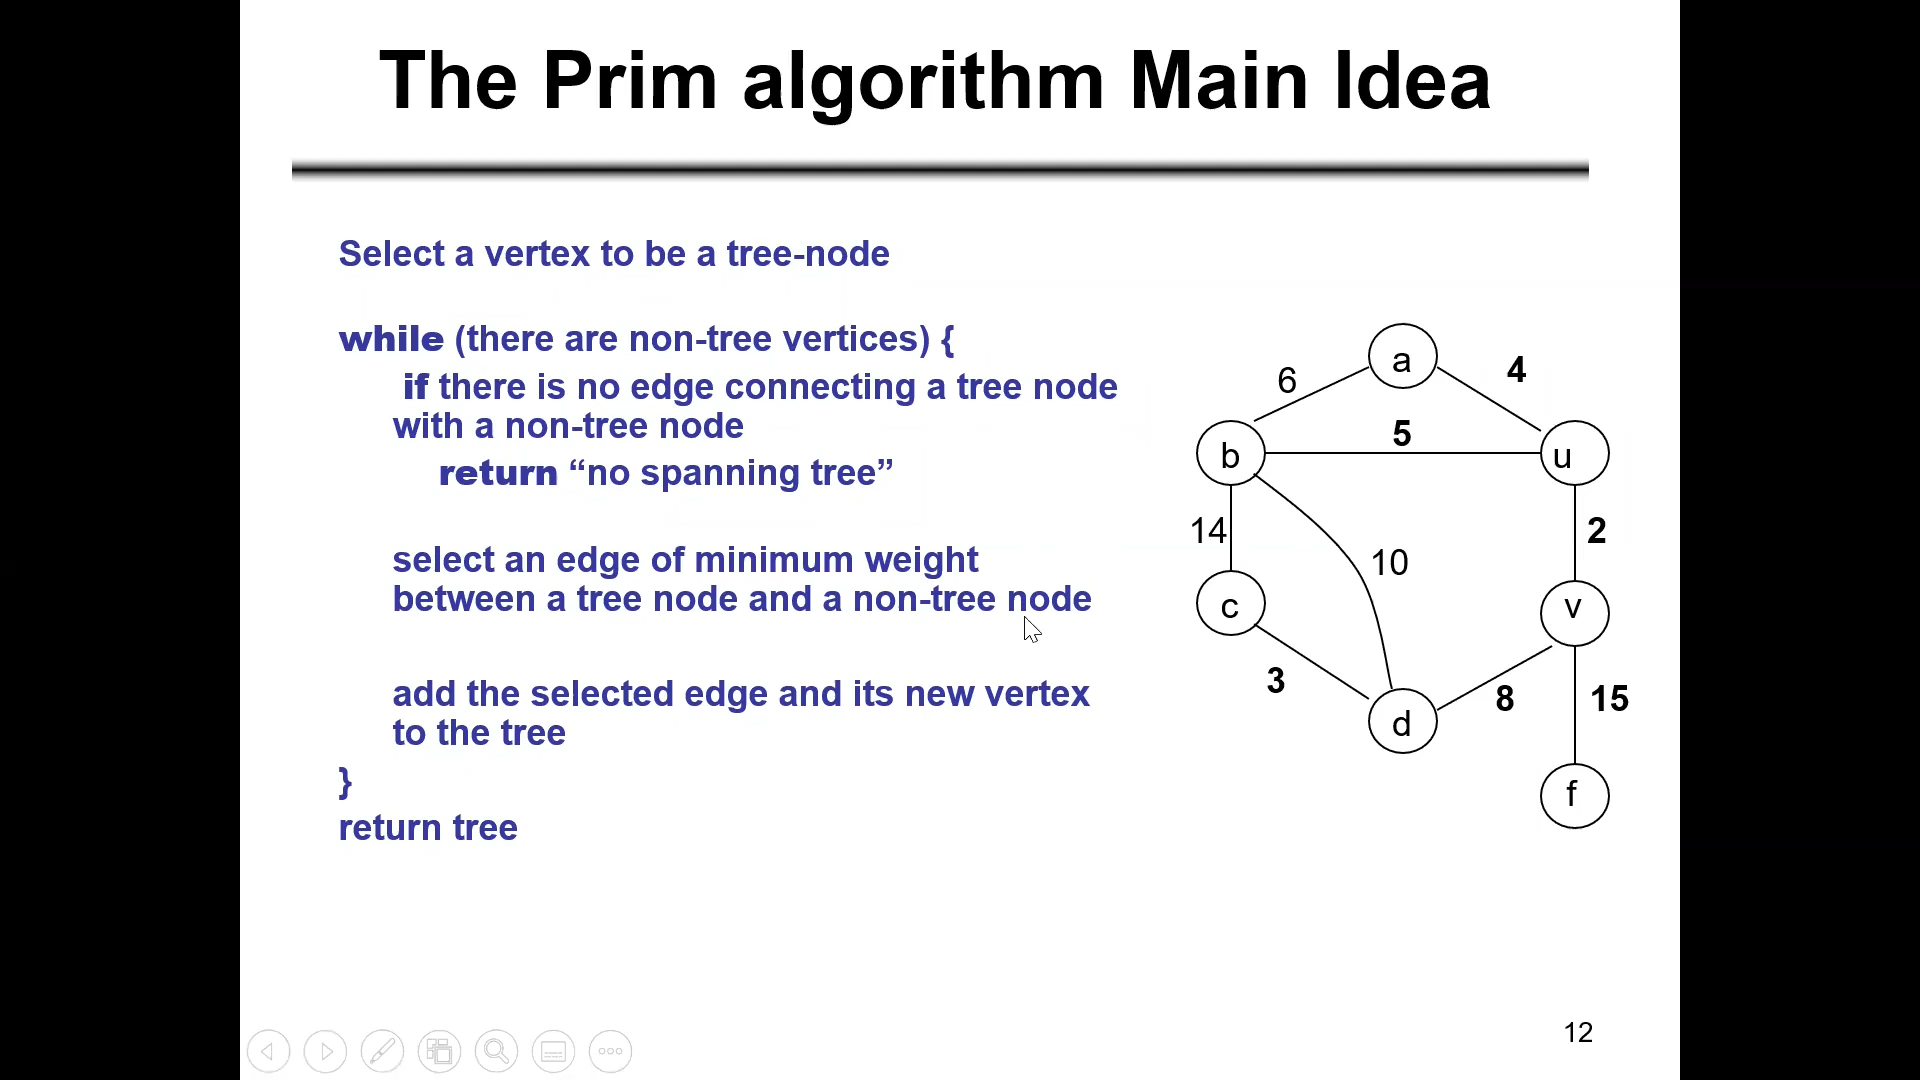 The Prim algorithm Main Idea
Select a vertex to be a tree-node
while (there are non-tree vertices) {
if there is no edge connecting a tree node
with a non-tree node
return “no spanning tree”
select an edge of minimum weight
between a tree node and a non-tree node
add the selected edge and its new vertex
to the tree
}
return tree
a
6
4
5
b
u
14
10
2
c
v
3
8
15
d
f
12